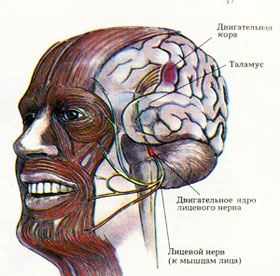 Двигательная
кора
Таламус
Двигательное ядро
лицевого нерва
Лицевой нерв
(к мышцам лица)